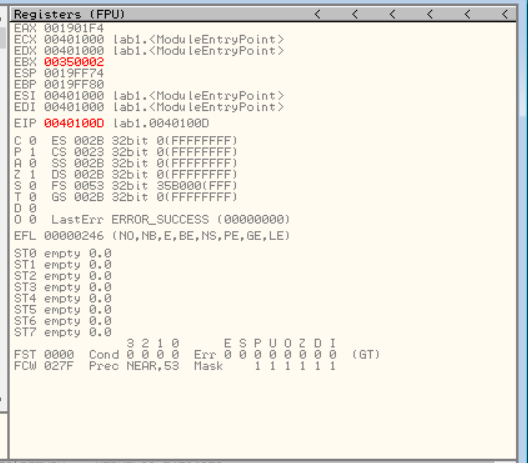 Registers (FPU) < < < < < <
EAX 001901F4
ECX 00401000 lab1.<ModuleEntryPoint>
EDX 00401000 lab1.<ModuleEntryPoint>
EBX 00350002
ESP 0019FF74
EBP 0019FF80
ESI 00401000 lab1.<ModuleEntryPoint>
EDI 00401000 lab1.<ModuleEntryPoint>
EIP 0040100D lab1.0040100D
C 0 ES 002B 32bit 0(FFFFFFFF)
P 1 CS 0023 32bit 0(FFFFFFFF)
A 0 SS 002B 32bit 0(FFFFFFFF)
Z 1 DS 002B 32bit 0(FFFFFFFF)
S 0 FS 0053 32bit 35B000(FFF)
T 0 GS 002B 32bit 0(FFFFFFFF)
D 0
O 0 LastErr ERROR_SUCCESS (00000000)
EFL 00000246 (NO,NB,E,BE,NS,PE,GE,LE)
ST0 empty 0.0
ST1 empty 0.0
ST2 empty 0.0
ST3 empty 0.0
ST4 empty 0.0
ST5 empty 0.0
ST6 empty 0.0
ST7 empty 0.0
3 2 1 0 E S P U O Z D I
FST 0000 Cond 0 0 0 0 Err 0 0 0 0 0 0 0 0 (GT)
FCW 027F Prec NEAR,53 Mask 1 1 1 1 1 1